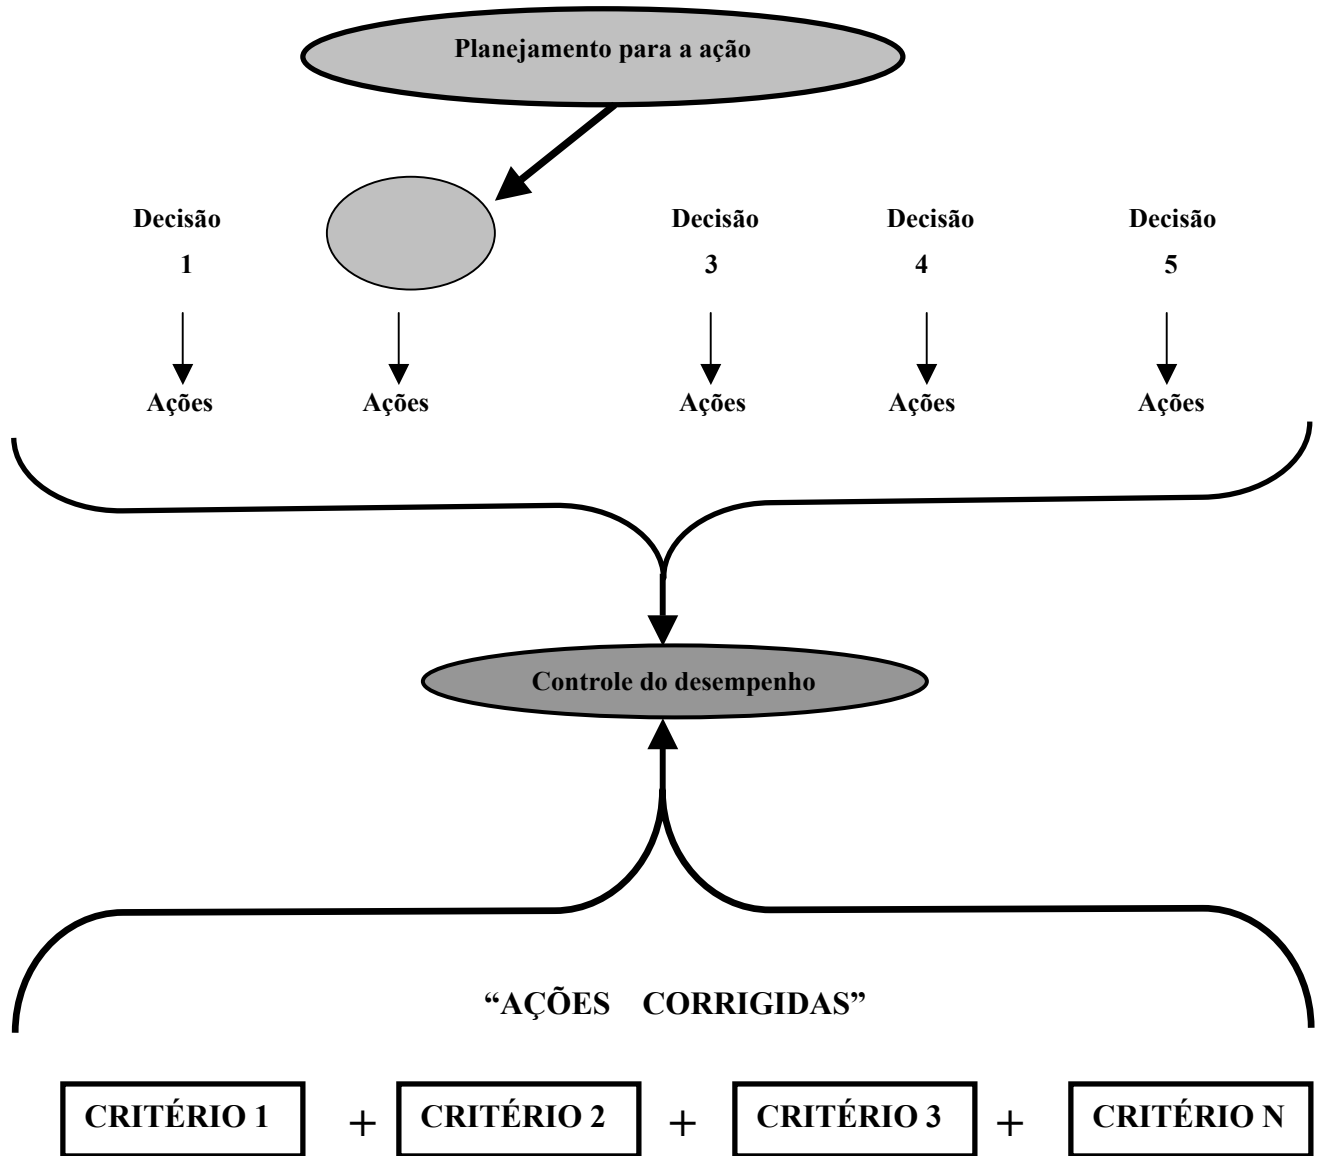 Planejamento para a ação
Decisão Decisão Decisão Decisão
1 3 4 5
Ações Ações Ações Ações Ações
Controle do desempenho
“AÇÕES CORRIGIDAS”
CRITÉRIO 1 + CRITÉRIO 2 + CRITÉRIO 3 + CRITÉRIO N